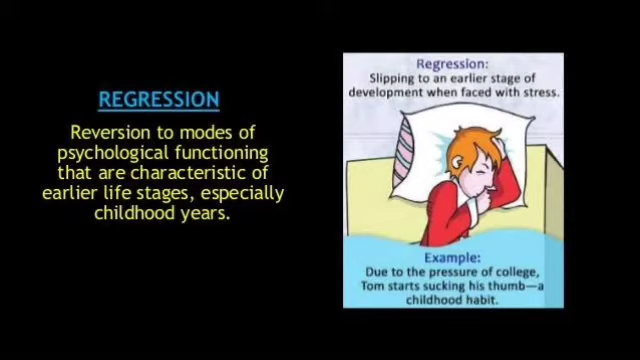 REGRESSION
Reversion to modes of
psychological functioning
that are characteristic of
earlier life stages, especially
childhood years.
Regression:
Slipping to an earlier stage of
development when faced with stress.
Example:
Due to the pressure of college,
Tom starts sucking his thumb—a
childhood habit.